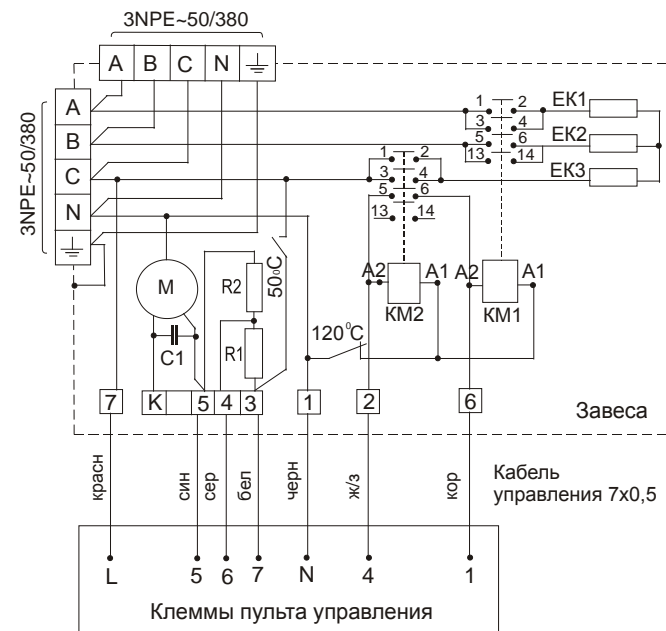 3NPE~50/380
A B C N
3NPE~50/380
A
B
C
N
1 2
3 4
5 6
13 14
EK1
EK2
EK3
1 2
3 4
5 6
13 14
M
C1
R2
R1
50°C
120°C
A2 A1
КМ2
A2 A1
КМ1
7 K 5 4 3 1 2 6
Завеса
красн
син
сер
бел
черн
ж/з
кор
Кабель
управления 7х0,5
L 5 6 7 N 4 1
Клеммы пульта управления